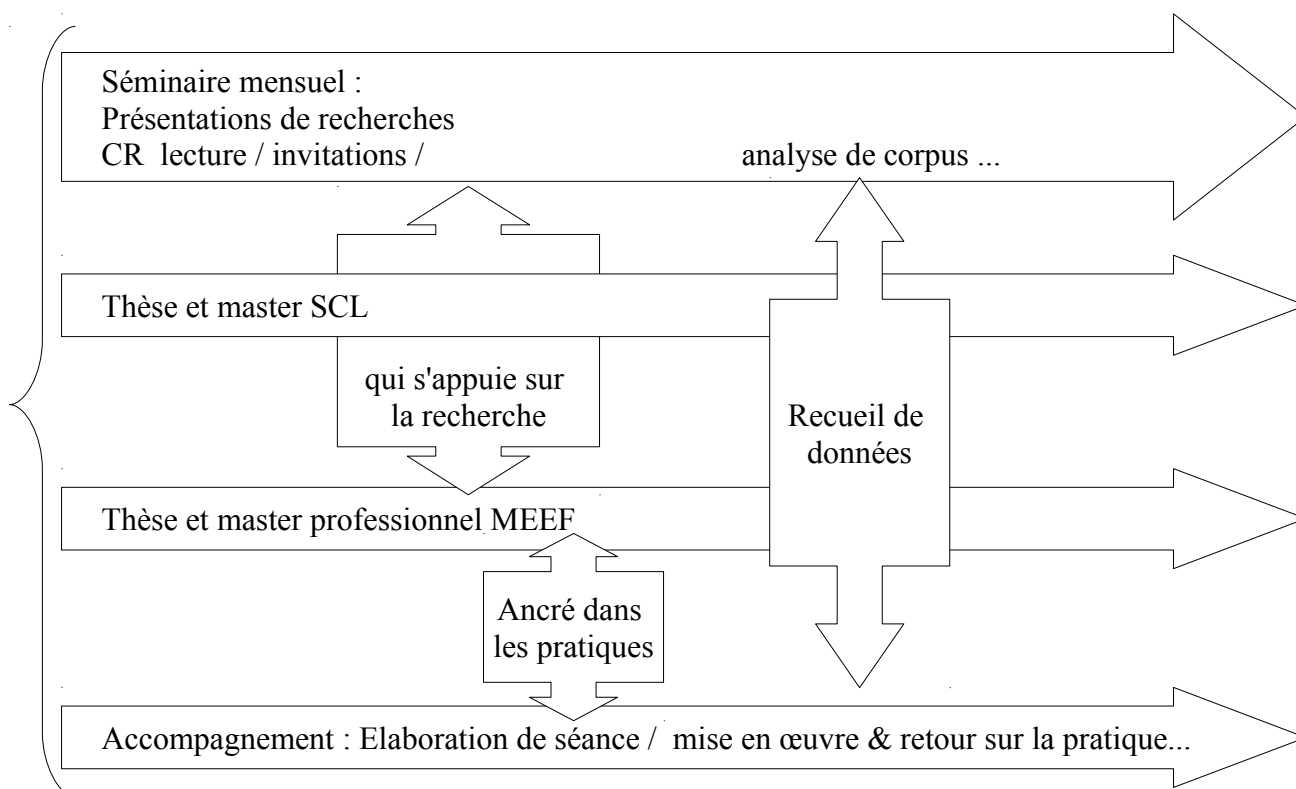 Séminaire mensuel :
Présentations de recherches
CR lecture / invitations / analyse de corpus ...
Thèse et master SCL
qui s'appuie sur
la recherche
Recueil de
données
Thèse et master professionnel MEEF
Ancré dans
les pratiques
Accompagnement : Elaboration de séance / mise en œuvre & retour sur la pratique...